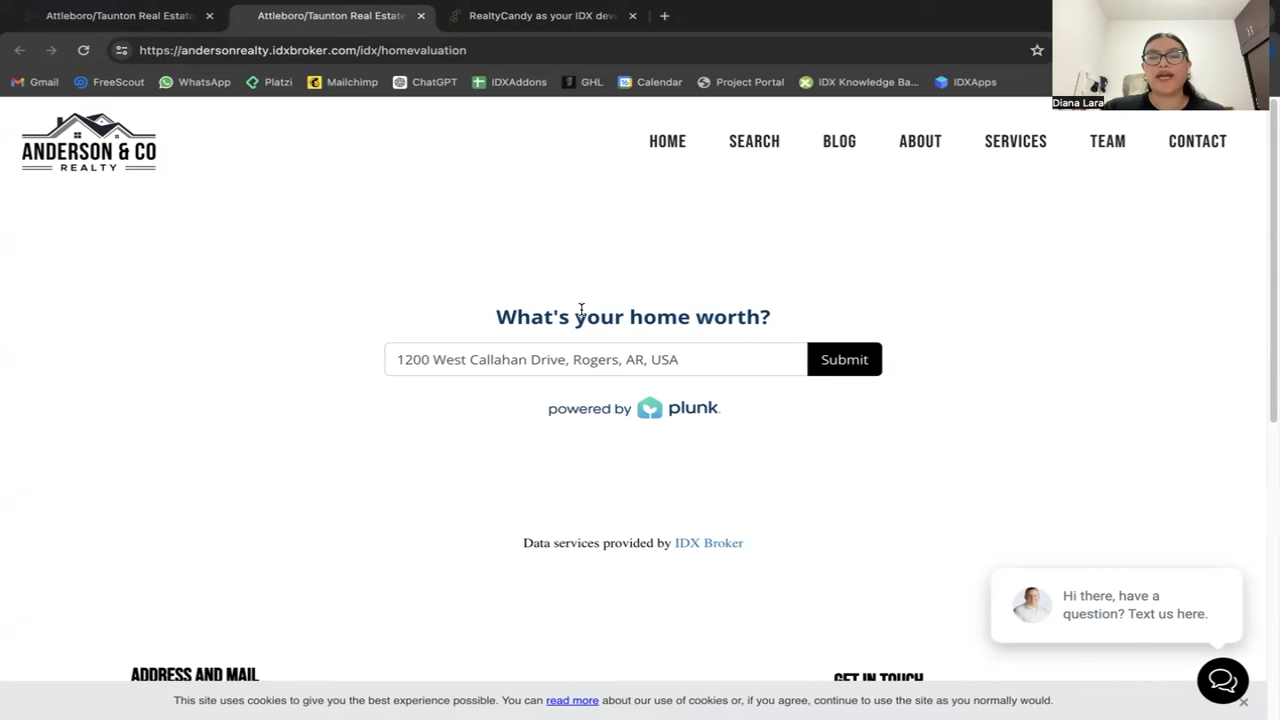 Attleboro/Taunton Real Estate
Attleboro/Taunton Real Estate
RealtyCandy as your IDX dev
https://andersonrealty.idxbroker.com/idx/homevaluation
Gmail
FreeScout
WhatsApp
Platzi
Mailchimp
ChatGPT
IDXAddons
GHL
Calendar
Project Portal
IDX Knowledge Ba...
IDXApps
Diana Lara
ANDERSON & CO
REALTY
HOME
SEARCH
BLOG
ABOUT
SERVICES
TEAM
CONTACT
What's your home worth?
1200 West Callahan Drive, Rogers, AR, USA
Submit
powered by plunk.
Data services provided by IDX Broker
Hi there, have a
question? Text us here.
ADDRESS AND MAIL
GET IN TOUCH
This site uses cookies to give you the best experience possible. You can read more about our use of cookies or, if you agree, continue to use the site as you normally would.